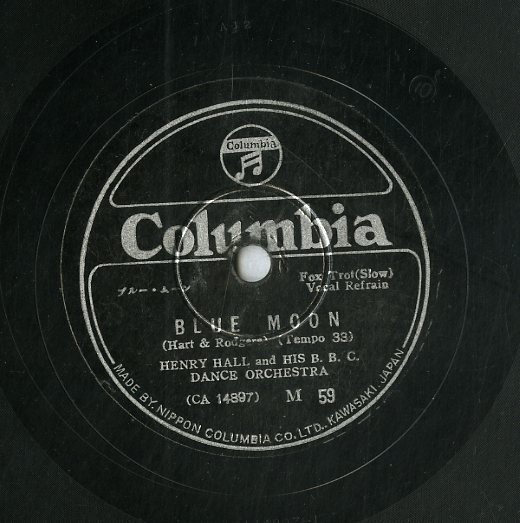 Columbia
Columbia
ブルー・ムーン
Fox Trot(Slow)
Vocal Refrain
BLUE MOON
(Hart & Rodgers) (Tempo 33)
HENRY HALL and HIS B. B. C.
DANCE ORCHESTRA
(CA 14897) M 59
MADE BY NIPPON COLUMBIA CO., LTD., KAWASAKI, JAPAN